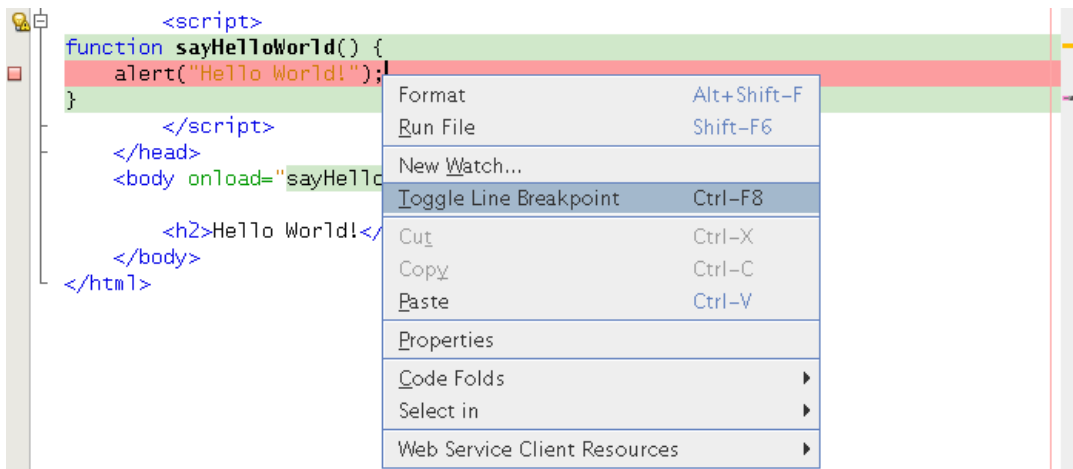 <script>
function sayHelloWorld() {
alert("Hello World!");
}
</script>
</head>
<body onload="sayHello
<h2>Hello World!</
</body>
</html>
Format Alt+Shift-F
Run File Shift-F6
New Watch...
Toggle Line Breakpoint Ctrl-F8
Cut Ctrl-X
Copy Ctrl-C
Paste Ctrl-V
Properties
Code Folds
Select in
Web Service Client Resources